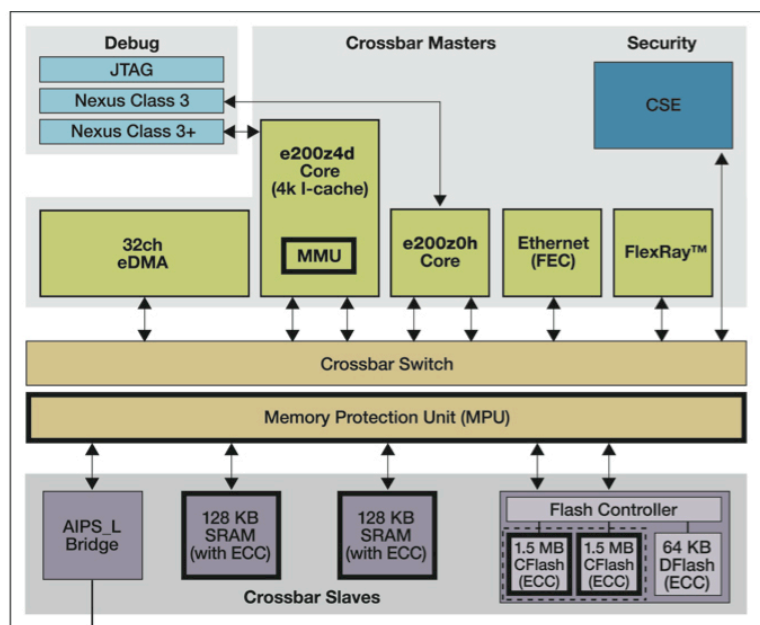 Debug
Crossbar Masters
Security
JTAG
Nexus Class 3
Nexus Class 3+
CSE
e200z4d
Core
(4k I-cache)
MMU
32ch
eDMA
e200z0h
Core
Ethernet
(FEC)
FlexRay™
Crossbar Switch
Memory Protection Unit (MPU)
AIPS_L
Bridge
128 KB
SRAM
(with ECC)
128 KB
SRAM
(with ECC)
Flash Controller
1.5 MB
CFlash
(ECC)
1.5 MB
CFlash
(ECC)
64 KB
DFlash
(ECC)
Crossbar Slaves